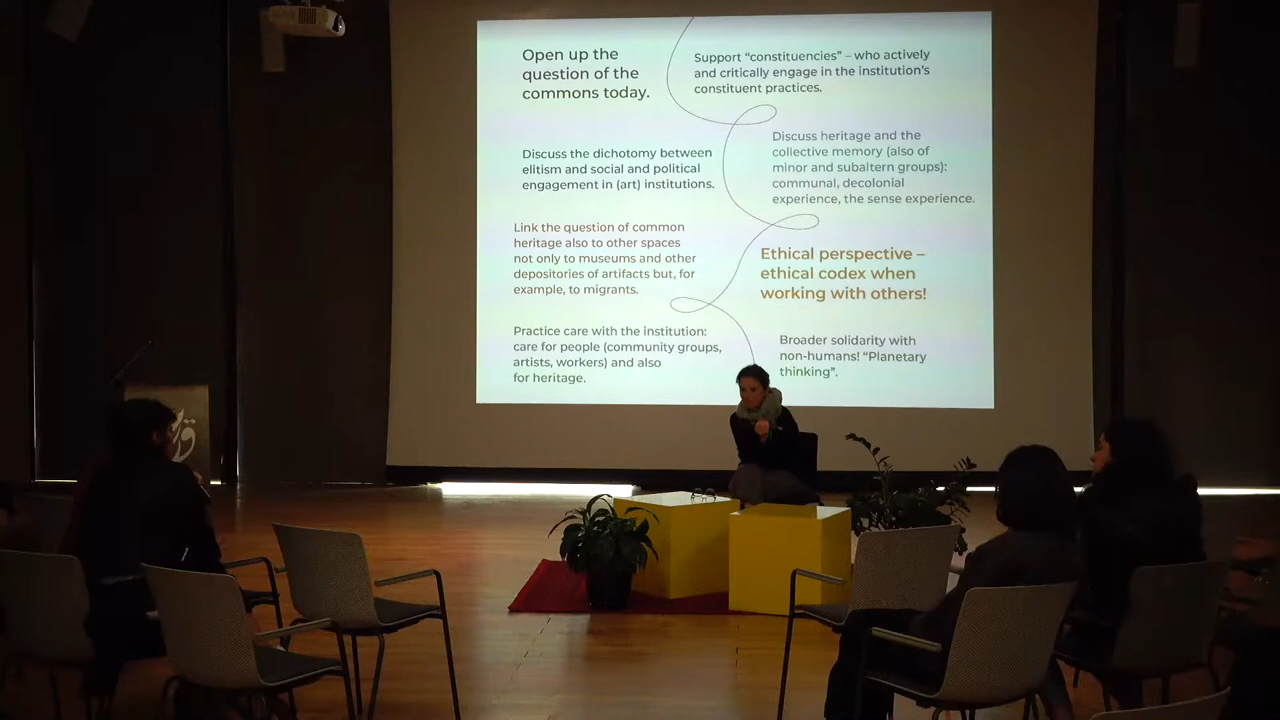 Open up the
question of the
commons today.
Support “constituencies” – who actively
and critically engage in the institution’s
constituent practices.
Discuss the dichotomy between
elitism and social and political
engagement in (art) institutions.
Discuss heritage and the
collective memory (also of
minor and subaltern groups):
communal, decolonial
experience, the sense experience.
Link the question of common
heritage also to other spaces
not only to museums and other
depositories of artifacts but, for
example, to migrants.
Ethical perspective –
ethical codex when
working with others!
Practice care with the institution:
care for people (community groups,
artists, workers) and also
for heritage.
Broader solidarity with
non-humans! “Planetary
thinking”.